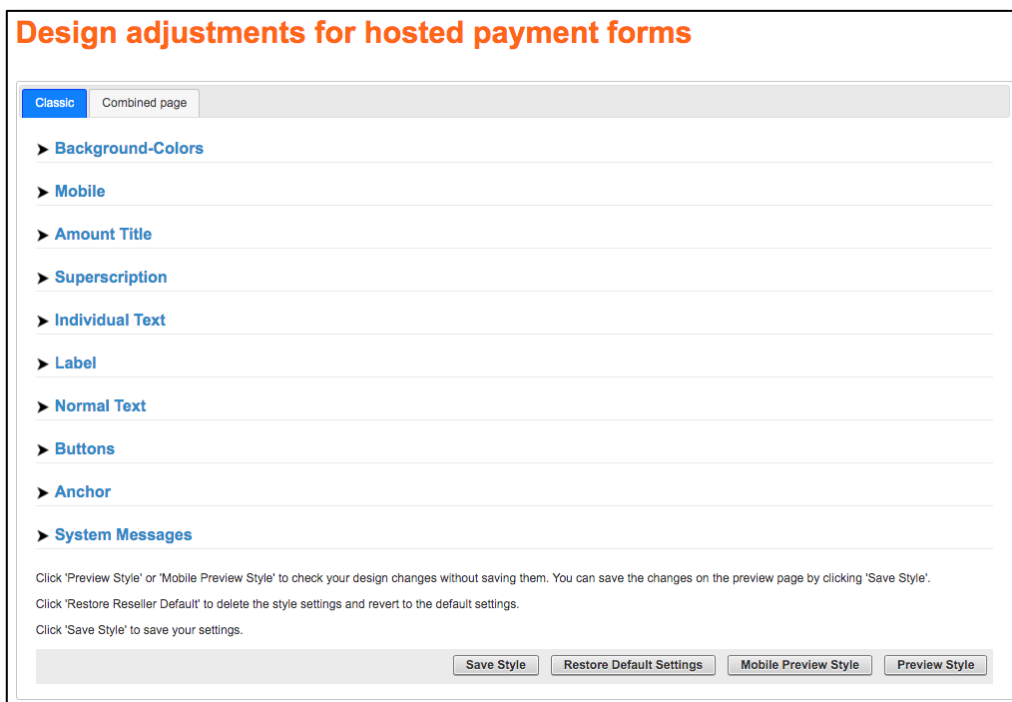 Design adjustments for hosted payment forms
Classic Combined page
Background-Colors
Mobile
Amount Title
Superscription
Individual Text
Label
Normal Text
Buttons
Anchor
System Messages
Click 'Preview Style' or 'Mobile Preview Style' to check your design changes without saving them. You can save the changes on the preview page by clicking 'Save Style'.
Click 'Restore Reseller Default' to delete the style settings and revert to the default settings.
Click 'Save Style' to save your settings.
Save Style Restore Default Settings Mobile Preview Style Preview Style